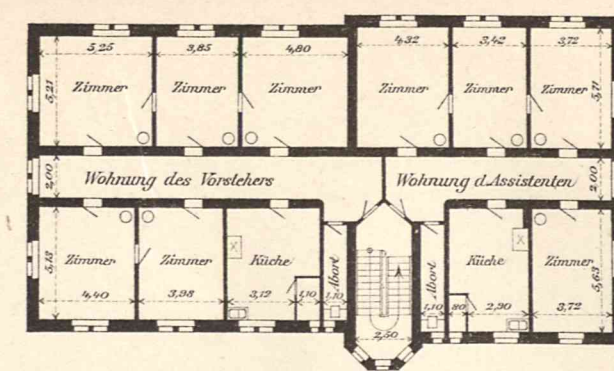 5,25 3,85 4,80 4,32 3,42 3,72
5,21 Zimmer Zimmer Zimmer Zimmer Zimmer Zimmer 5,71
2,00 Wohnung des Vorstehers Wohnung d. Assistenten 2,00
5,13 Zimmer Zimmer Küche Abort Abort Küche Zimmer 5,63
4,40 3,98 3,12 1,10 1,10 1,10 80 2,90 3,72
2,50